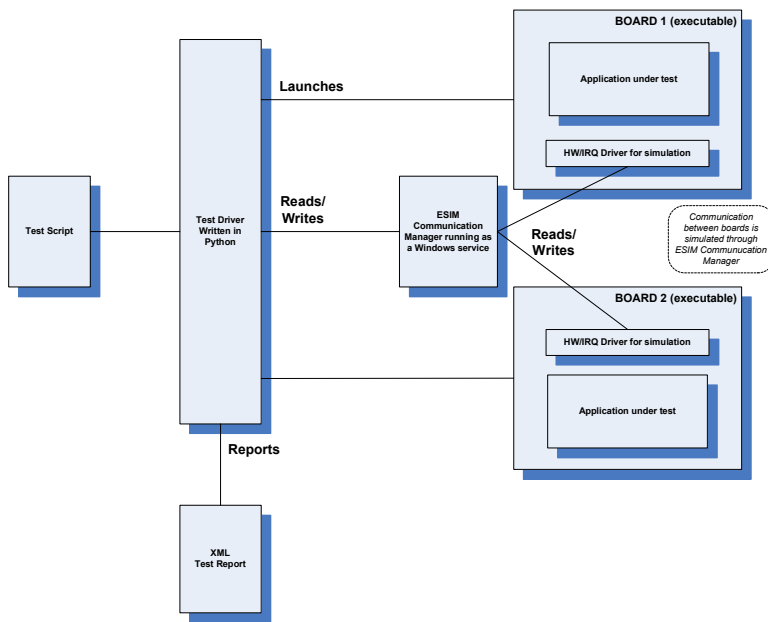 BOARD 1 (executable)
Application under test
Launches
HW/IRQ Driver for simulation
Test Script
Test Driver
Written in
Python
Reads/
Writes
ESIM
Communication
Manager running as
a Windows service
Reads/
Writes
Communication
between boards is
simulated through
ESIM Communucation
Manager
BOARD 2 (executable)
HW/IRQ Driver for simulation
Application under test
Reports
XML
Test Report